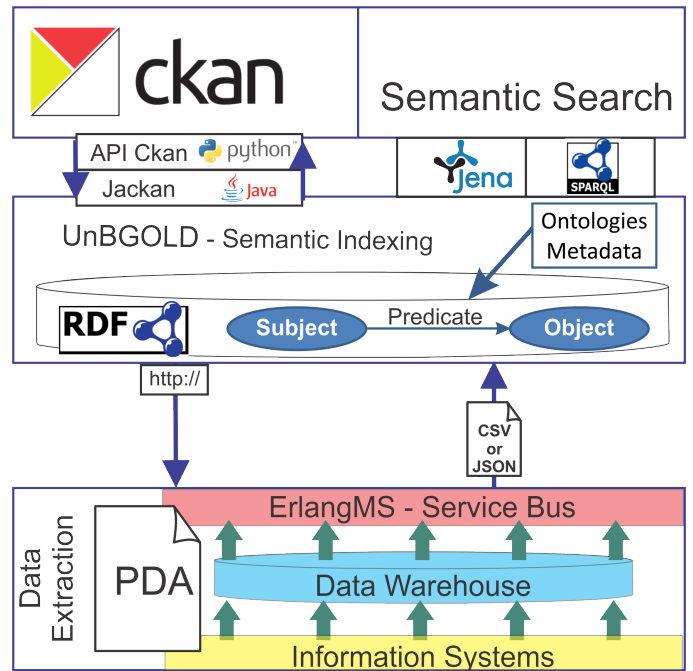 ckan
Semantic Search
API Ckan python™
Jackan Java
Jena
SPARQL
UnBGOLD - Semantic Indexing
Ontologies
Metadata
RDF
Subject
Predicate
Object
http://
CSV
or
JSON
Data
Extraction
PDA
ErlangMS - Service Bus
Data Warehouse
Information Systems